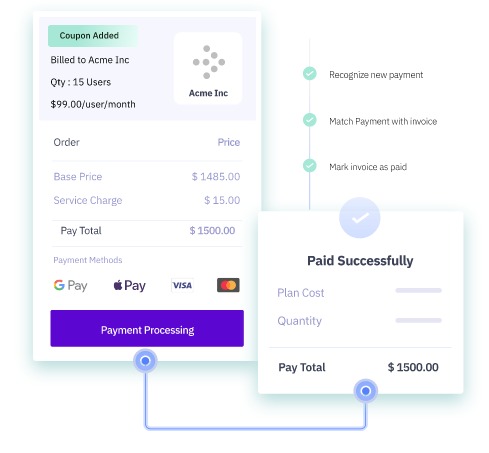 Coupon Added
Billed to Acme Inc
Qty : 15 Users
$99.00/user/month
Acme Inc
Order Price
Base Price $ 1485.00
Service Charge $ 15.00
Pay Total $ 1500.00
Payment Methods
G Pay Pay VISA
Payment Processing
Recognize new payment
Match Payment with invoice
Mark invoice as paid
Paid Successfully
Plan Cost
Quantity
Pay Total $ 1500.00